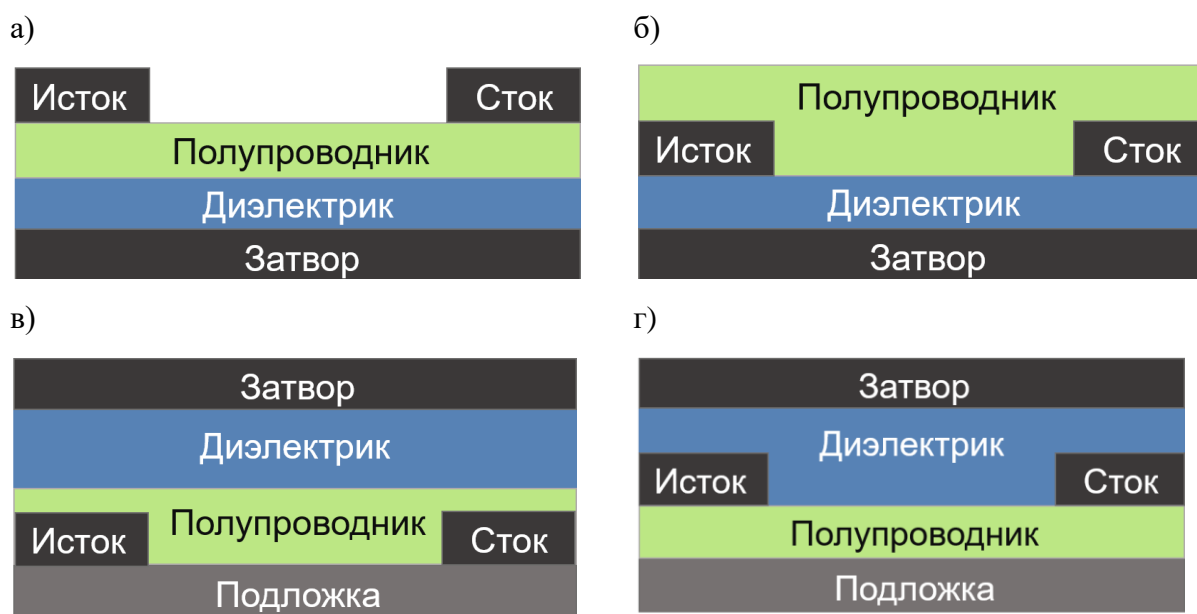 а)
Исток Сток
Полупроводник
Диэлектрик
Затвор
б)
Полупроводник
Исток Сток
Диэлектрик
Затвор
в)
Затвор
Диэлектрик
Полупроводник
Исток Сток
Подложка
г)
Затвор
Диэлектрик
Исток Сток
Полупроводник
Подложка